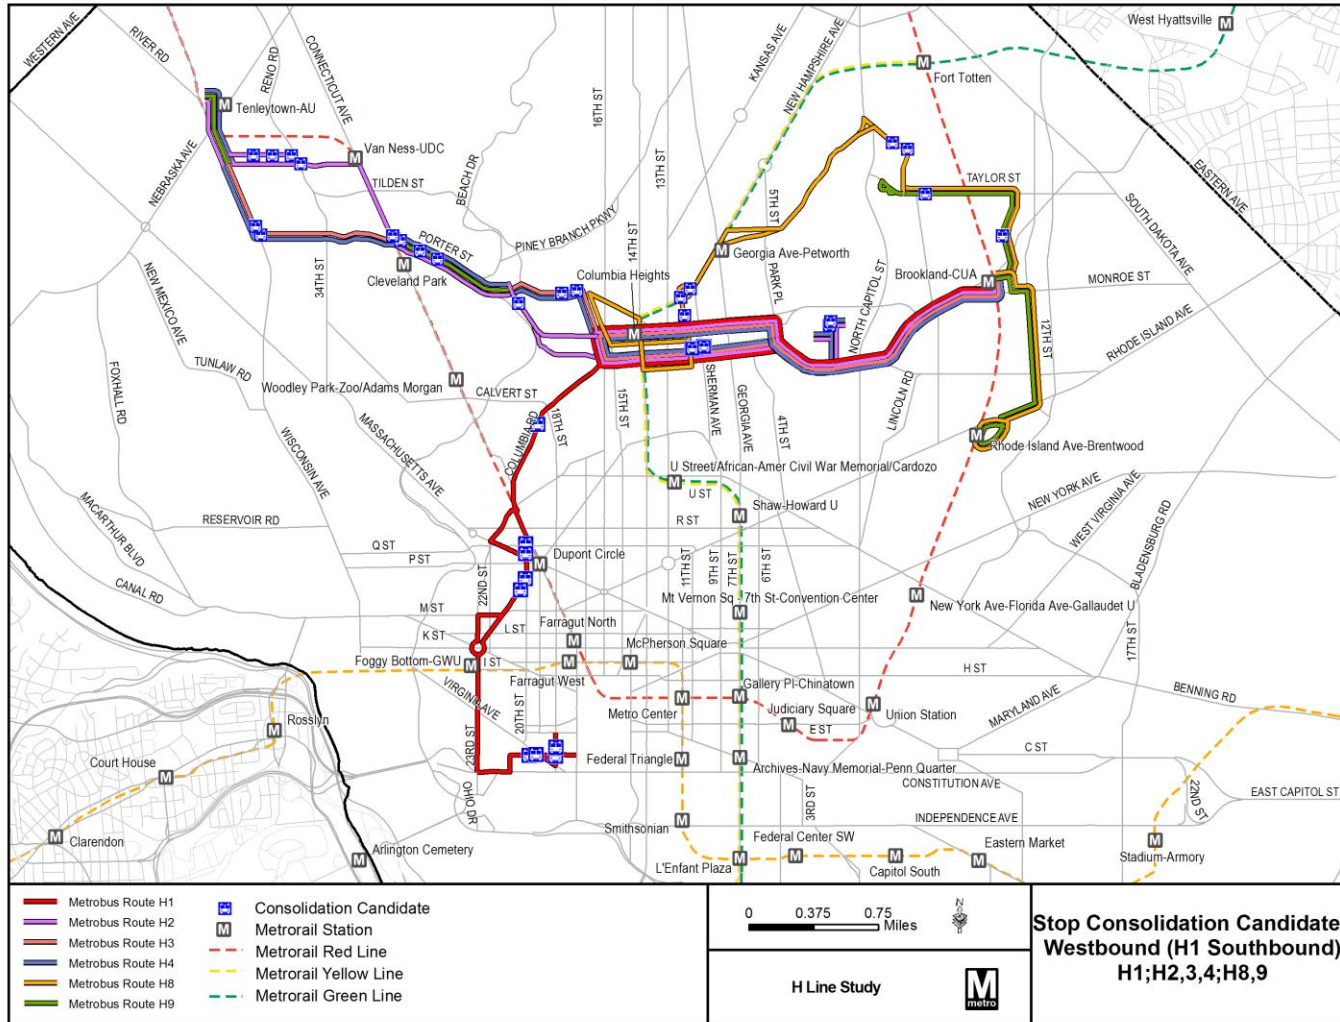 West Hyattsville
WESTERN AVE
RIVER RD
RENO RD
CONNECTICUT AVE
16TH ST
KANSAS AVE
NEW HAMPSHIRE AVE
Fort Totten
Tenleytown-AU
Van Ness-UDC
NEBRASKA AVE
TILDEN ST
BEACH DR
13TH ST
5TH ST
TAYLOR ST
EASTERN AVE
SOUTH DAKOTA AVE
PINEY BRANCH PKWY
14TH ST
PORTER ST
Georgia Ave-Petworth
Columbia Heights
PARK PL
NORTH CAPITOL ST
Brookland-CUA
MONROE ST
Cleveland Park
34TH ST
NEW MEXICO AVE
12TH ST
RHODE ISLAND AVE
FOXHALL RD
TUNLAW RD
Woodley Park-Zoo/Adams Morgan
CALVERT ST
15TH ST
SHERMAN AVE
GEORGIA AVE
4TH ST
LINCOLN RD
MASSACHUSETTS AVE
WISCONSIN AVE
COLUMBIA RD
18TH ST
Rhode Island Ave-Brentwood
U Street/African-Amer Civil War Memorial/Cardozo
U ST
NEW YORK AVE
WEST VIRGINIA AVE
BLADENSBURG RD
MACARTHUR BLVD
RESERVOIR RD
R ST
Shaw-Howard U
Q ST
P ST
Dupont Circle
11TH ST
9TH ST
7TH ST
6TH ST
CANAL RD
22ND ST
M ST
Mt Vernon Sq - 7th St-Convention Center
New York Ave-Florida Ave-Gallaudet U
K ST
L ST
Farragut North
McPherson Square
17TH ST
Foggy Bottom-GWU
I ST
Farragut West
H ST
VIRGINIA AVE
20TH ST
Gallery Pl-Chinatown
MARYLAND AVE
BENNING RD
Rosslyn
Metro Center
Judiciary Square
Union Station
E ST
23RD ST
Court House
Federal Triangle
Archives-Navy Memorial-Penn Quarter
C ST
CONSTITUTION AVE
22ND ST
EAST CAPITOL ST
OHIO DR
3RD ST
Smithsonian
INDEPENDENCE AVE
Clarendon
Arlington Cemetery
L'Enfant Plaza
Federal Center SW
Capitol South
Eastern Market
Stadium-Armory
Metrobus Route H1
Metrobus Route H2
Metrobus Route H3
Metrobus Route H4
Metrobus Route H8
Metrobus Route H9
Consolidation Candidate
Metrorail Station
Metrorail Red Line
Metrorail Yellow Line
Metrorail Green Line
0 0.375 0.75
Miles
N
H Line Study
M
metro
Stop Consolidation Candidate
Westbound (H1 Southbound)
H1;H2,3,4;H8,9